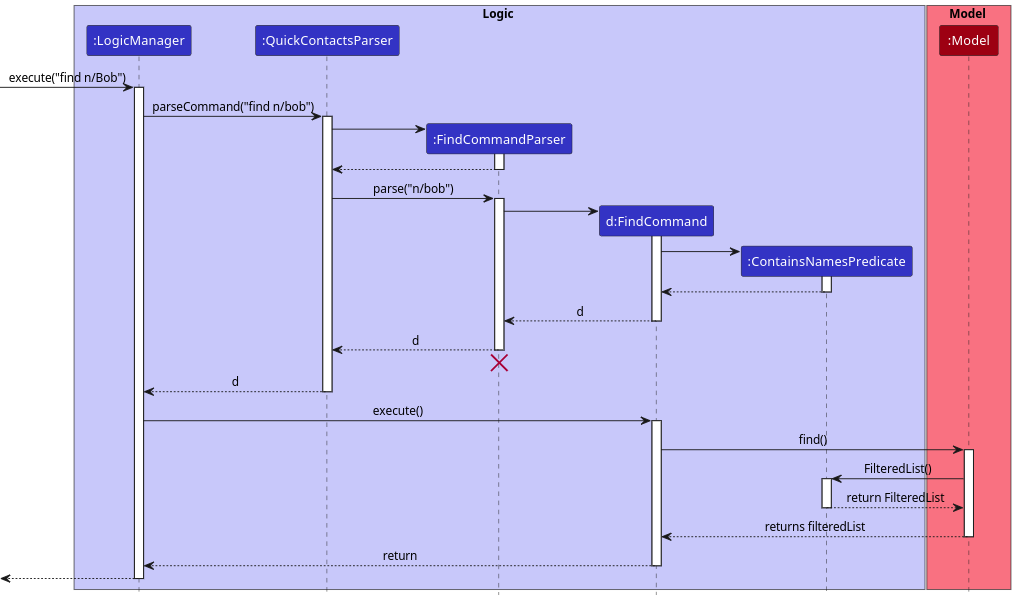 Logic
Model
:LogicManager
:QuickContactsParser
:Model
execute("find n/Bob")
parseCommand("find n/bob")
:FindCommandParser
parse("n/bob")
d:FindCommand
:ContainsNamesPredicate
d
d
d
execute()
find()
FilteredList()
return FilteredList
returns filteredList
return